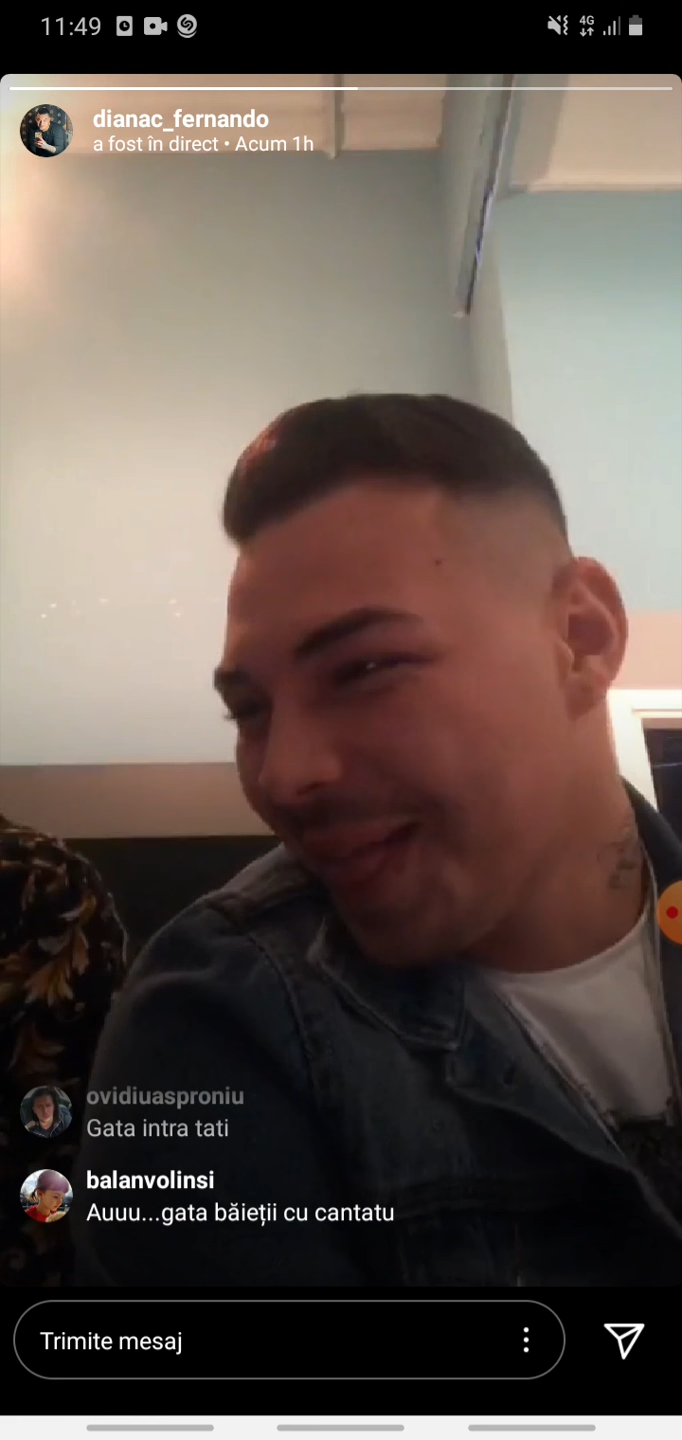 11:49
4G
dianac_fernando
a fost în direct • Acum 1h
ovidiuasproniu
Gata intra tati
balanvolinsi
Auuu...gata băieții cu cantatu
Trimite mesaj